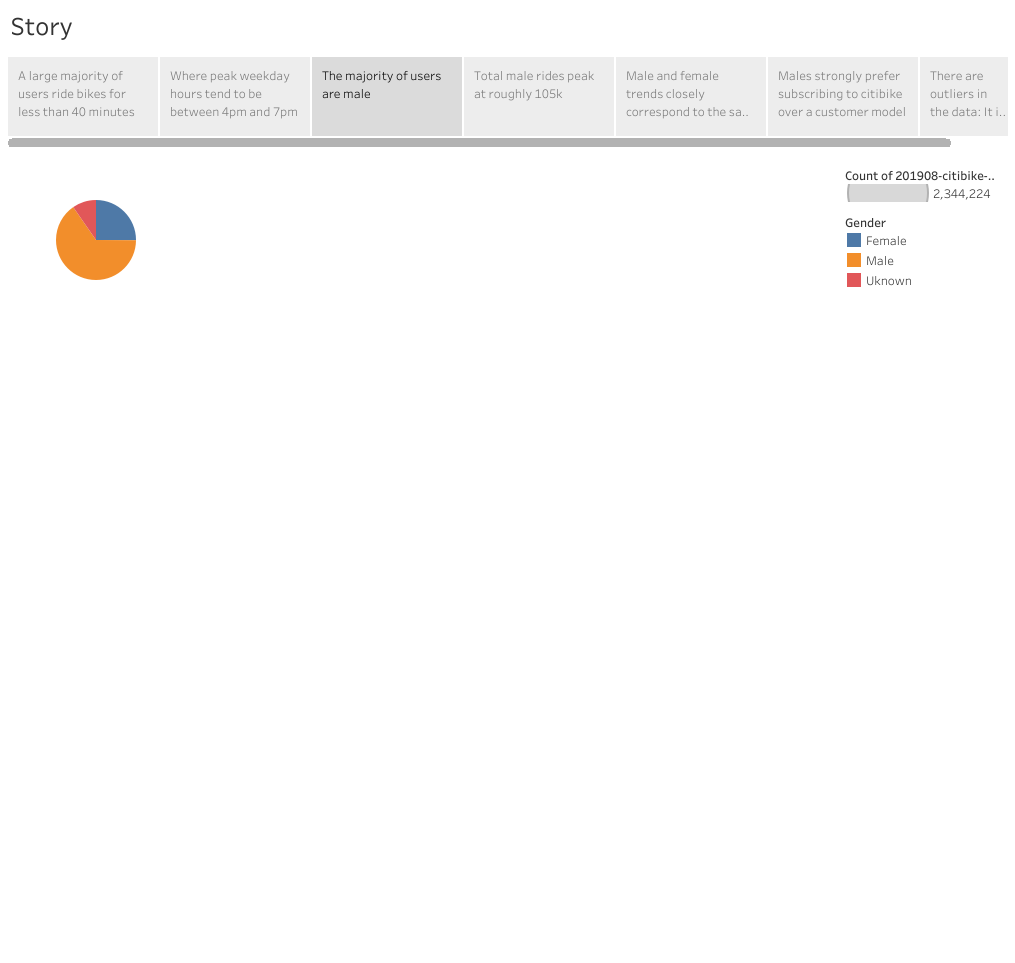 Story
A large majority of
users ride bikes for
less than 40 minutes
Where peak weekday
hours tend to be
between 4pm and 7pm
The majority of users
are male
Total male rides peak
at roughly 105k
Male and female
trends closely
correspond to the sa..
Males strongly prefer
subscribing to citibike
over a customer model
There are
outliers in
the data: It i..
Count of 201908-citibike-..
2,344,224
Gender
Female
Male
Uknown